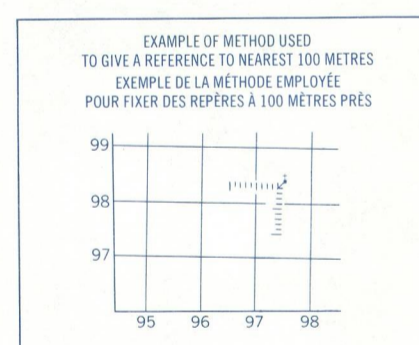 EXAMPLE OF METHOD USED
TO GIVE A REFERENCE TO NEAREST 100 METRES
EXEMPLE DE LA MÉTHODE EMPLOYÉE
POUR FIXER DES REPÈRES À 100 MÈTRES PRÈS
99
98
97
95 96 97 98